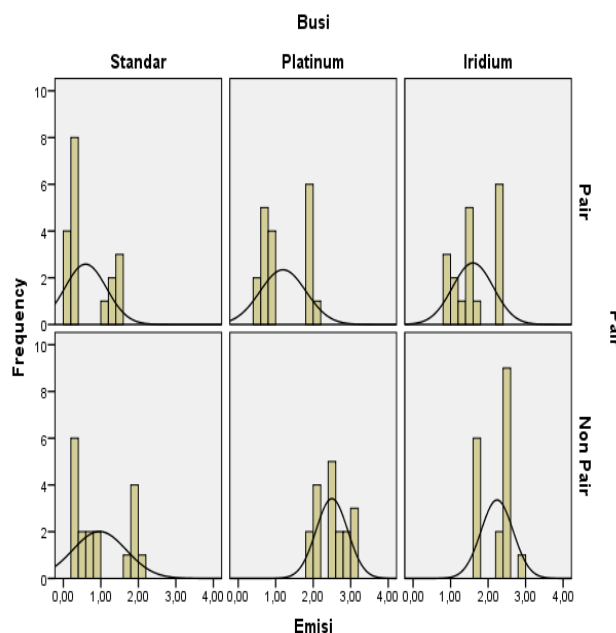 Busi
Standar Platinum Iridium
10
8
6
4
2
0
Pair
10
8
6
4
2
0
Non Pair
Frequency
Pair
0,00 1,00 2,00 3,00 4,00 0,00 1,00 2,00 3,00 4,00 0,00 1,00 2,00 3,00 4,00
Emisi